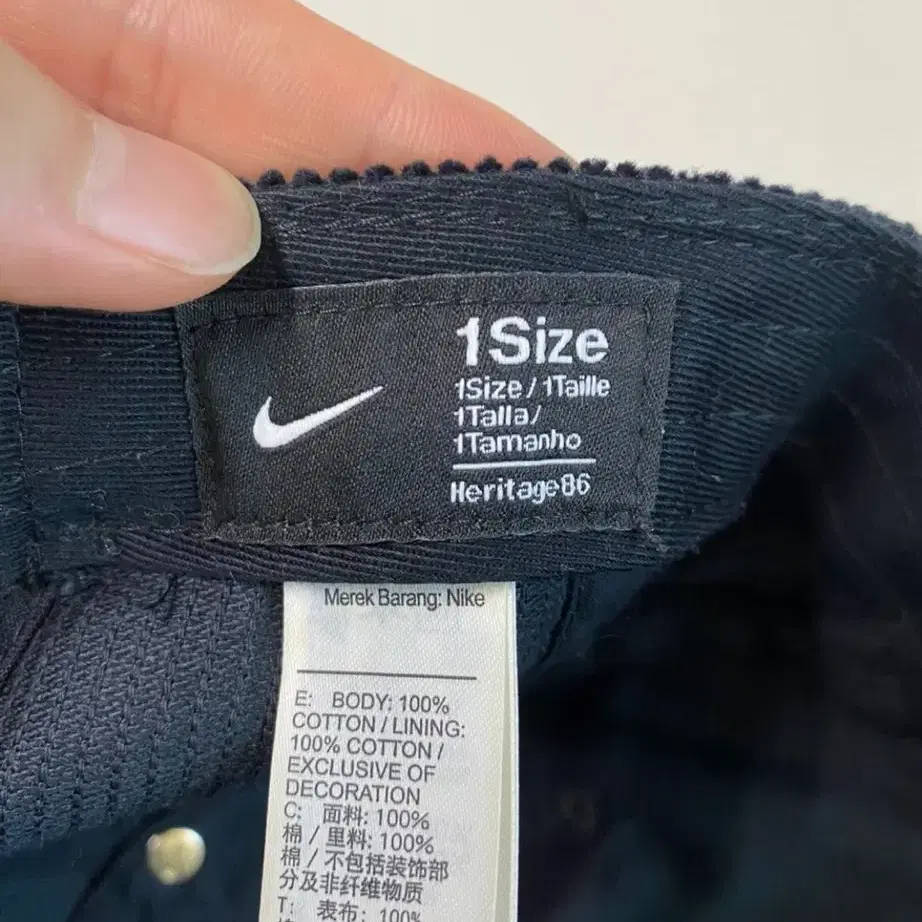 1Size
1Size / 1Taille
1Talla/
1Tamanho
Heritage86
Merek Barang: Nike
E: BODY: 100%
COTTON / LINING:
100% COTTON /
EXCLUSIVE OF
DECORATION
C: 面料: 100%
棉 / 里料: 100%
棉 / 不包括装饰部
分及非纤维物质
T: 表布: 100%